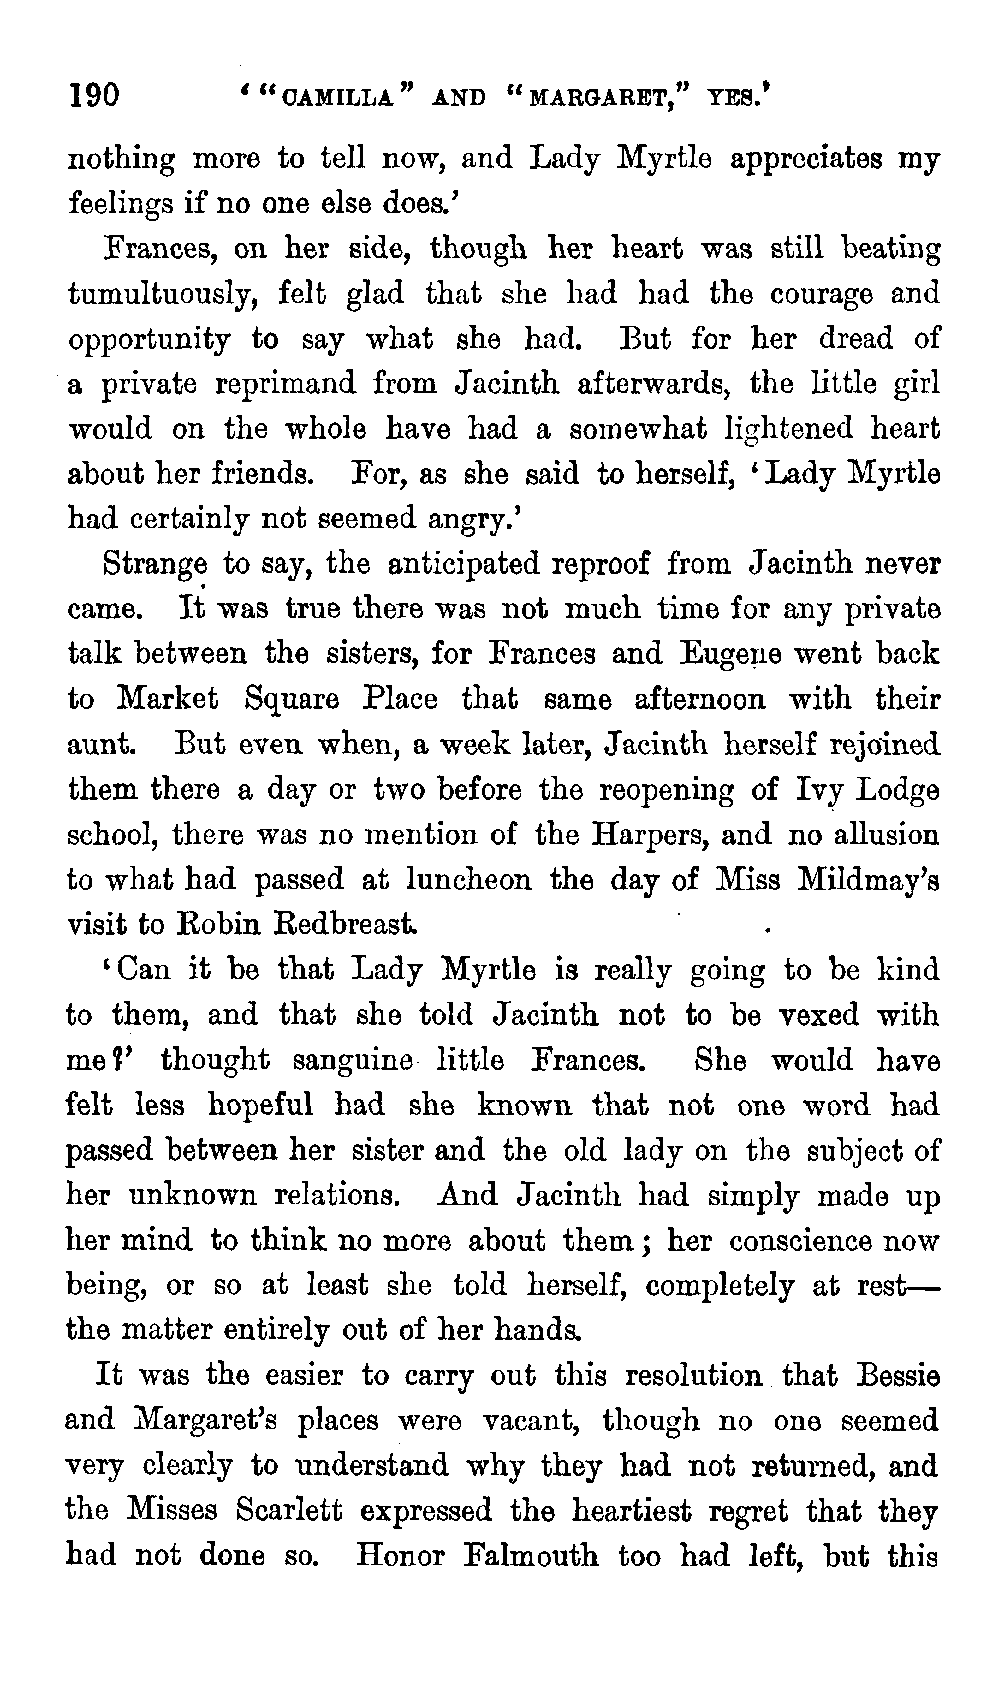 190 ‘ “CAMILLA” AND “MARGARET,” YES.’
nothing more to tell now, and Lady Myrtle appreciates my
feelings if no one else does.’
Frances, on her side, though her heart was still beating
tumultuously, felt glad that she had had the courage and
opportunity to say what she had. But for her dread of
a private reprimand from Jacinth afterwards, the little girl
would on the whole have had a somewhat lightened heart
about her friends. For, as she said to herself, ‘Lady Myrtle
had certainly not seemed angry.’
Strange to say, the anticipated reproof from Jacinth never
came. It was true there was not much time for any private
talk between the sisters, for Frances and Eugene went back
to Market Square Place that same afternoon with their
aunt. But even when, a week later, Jacinth herself rejoined
them there a day or two before the reopening of Ivy Lodge
school, there was no mention of the Harpers, and no allusion
to what had passed at luncheon the day of Miss Mildmay’s
visit to Robin Redbreast.
‘Can it be that Lady Myrtle is really going to be kind
to them, and that she told Jacinth not to be vexed with
me?’ thought sanguine little Frances. She would have
felt less hopeful had she known that not one word had
passed between her sister and the old lady on the subject of
her unknown relations. And Jacinth had simply made up
her mind to think no more about them; her conscience now
being, or so at least she told herself, completely at rest—
the matter entirely out of her hands.
It was the easier to carry out this resolution that Bessie
and Margaret’s places were vacant, though no one seemed
very clearly to understand why they had not returned, and
the Misses Scarlett expressed the heartiest regret that they
had not done so. Honor Falmouth too had left, but this